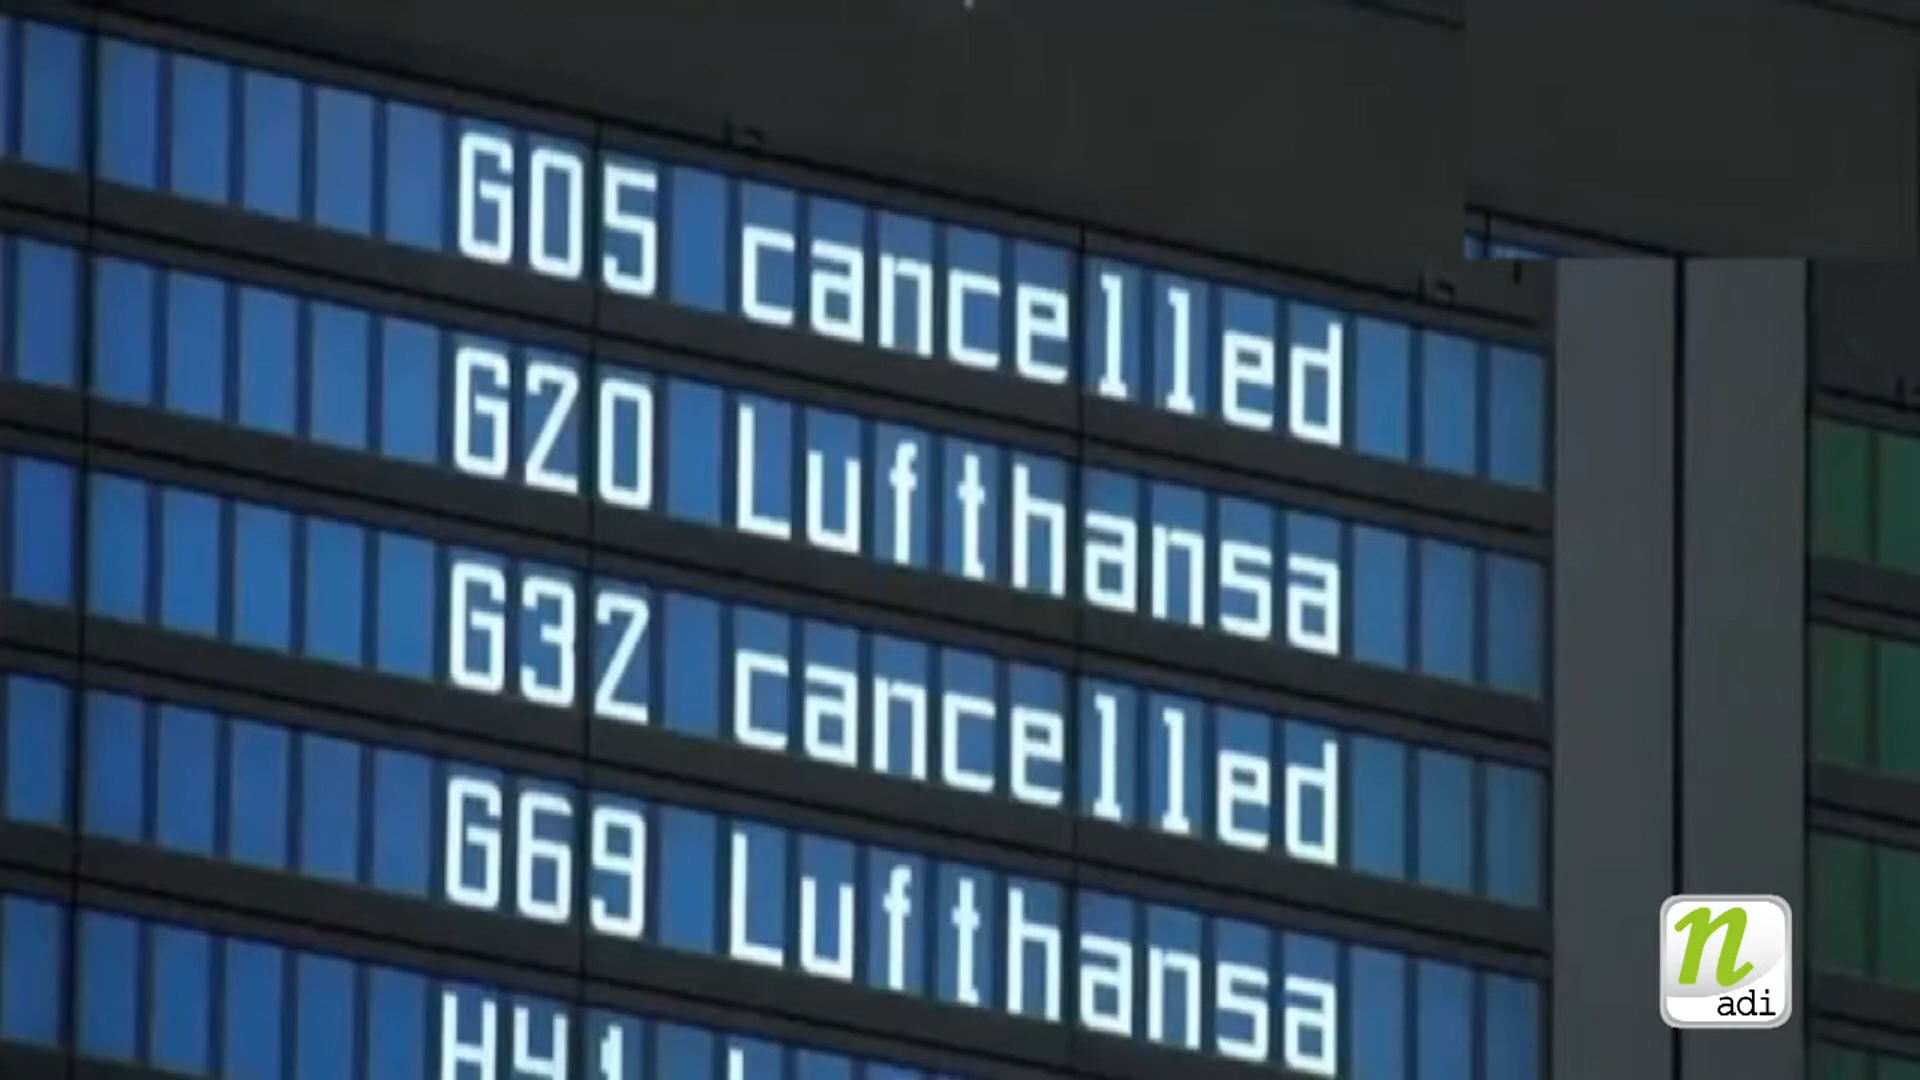 G05 cancelled
G20 Lufthansa
G32 cancelled
G69 Lufthansa
n
adi